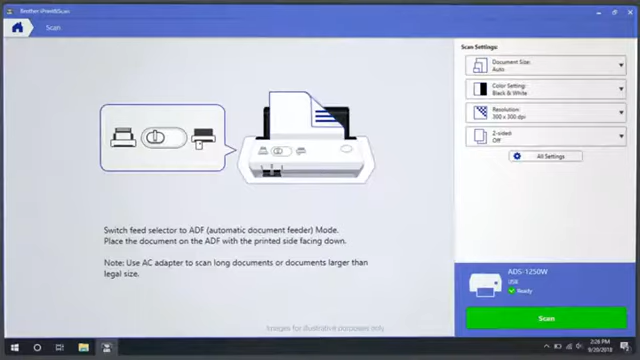 Brother iPrint&Scan
Scan
Scan Settings:
Document Size:
Auto
Color Setting:
Black & White
Resolution:
300 x 300 dpi
2-sided
Off
All Settings
Switch feed selector to ADF (automatic document feeder) Mode.
Place the document on the ADF with the printed side facing down.
Note: Use AC adapter to scan long documents or documents larger than
legal size.
ADS-1250W
USB
Ready
Images for illustrative purposes only
Scan
2:26 PM
9/20/2018